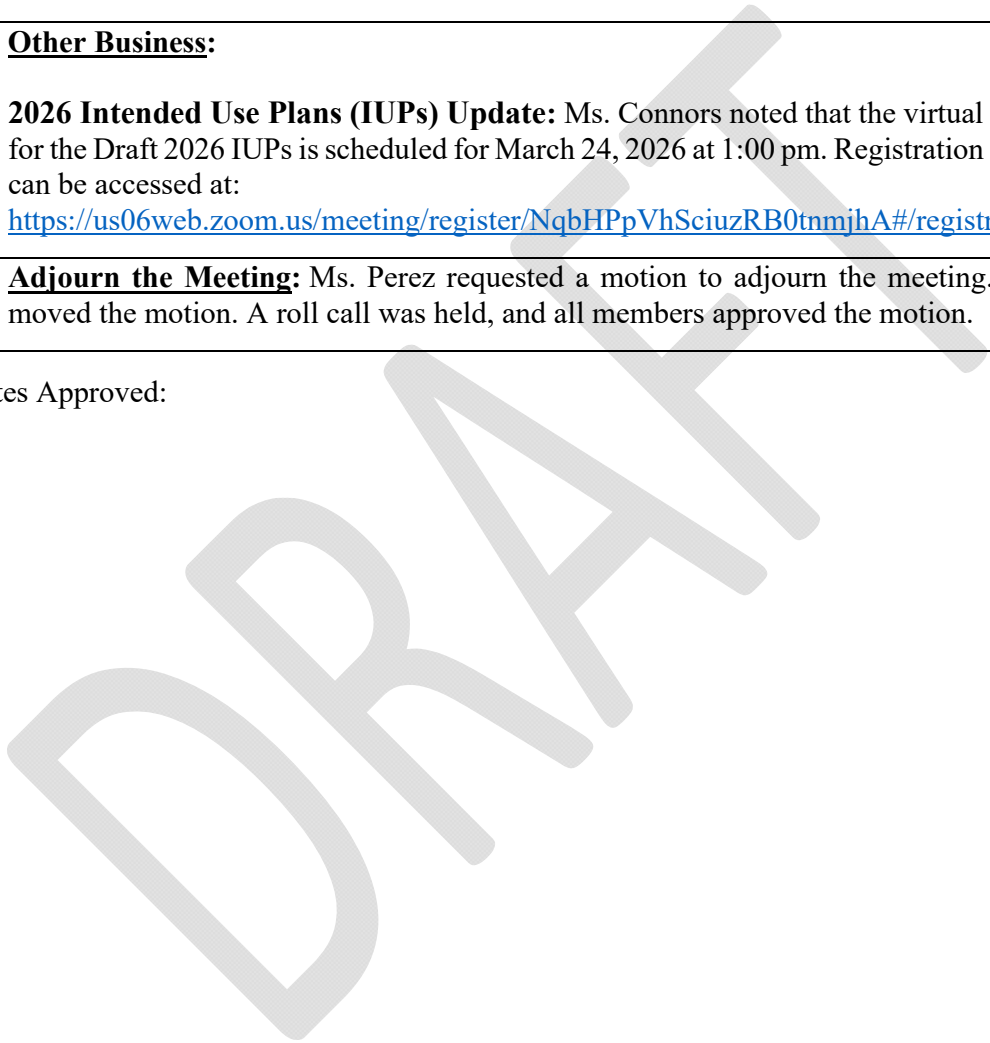 Other Business:
2026 Intended Use Plans (IUPs) Update: Ms. Connors noted that the virtual
for the Draft 2026 IUPs is scheduled for March 24, 2026 at 1:00 pm. Registration
can be accessed at:
https://us06web.zoom.us/meeting/register/NqbHPpVhSciuzRB0tnmjhA#/registr
Adjourn the Meeting: Ms. Perez requested a motion to adjourn the meeting.
moved the motion. A roll call was held, and all members approved the motion.
tes Approved:
DRAFT